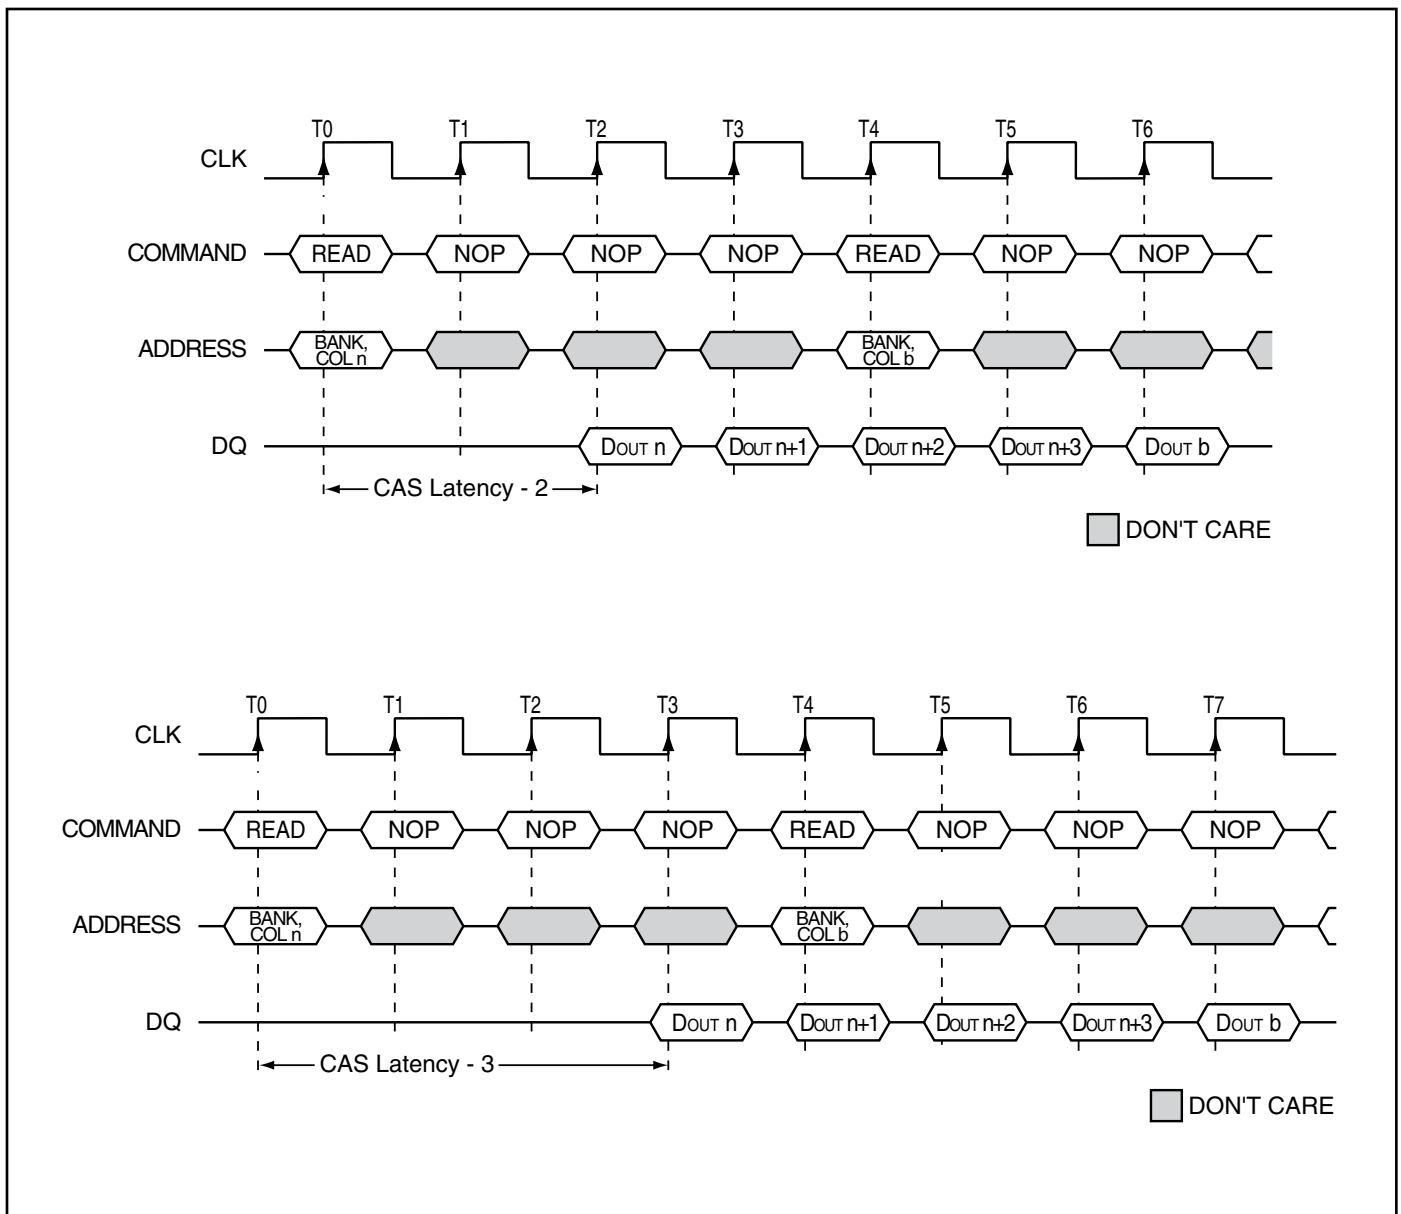 T0 T1 T2 T3 T4 T5 T6
CLK
COMMAND READ NOP NOP NOP READ NOP NOP
ADDRESS BANK, COL n BANK, COL b
DQ DOUT n DOUT n+1 DOUT n+2 DOUT n+3 DOUT b
CAS Latency - 2
DON'T CARE
T0 T1 T2 T3 T4 T5 T6 T7
CLK
COMMAND READ NOP NOP NOP READ NOP NOP NOP
ADDRESS BANK, COL n BANK, COL b
DQ DOUT n DOUT n+1 DOUT n+2 DOUT n+3 DOUT b
CAS Latency - 3
DON'T CARE